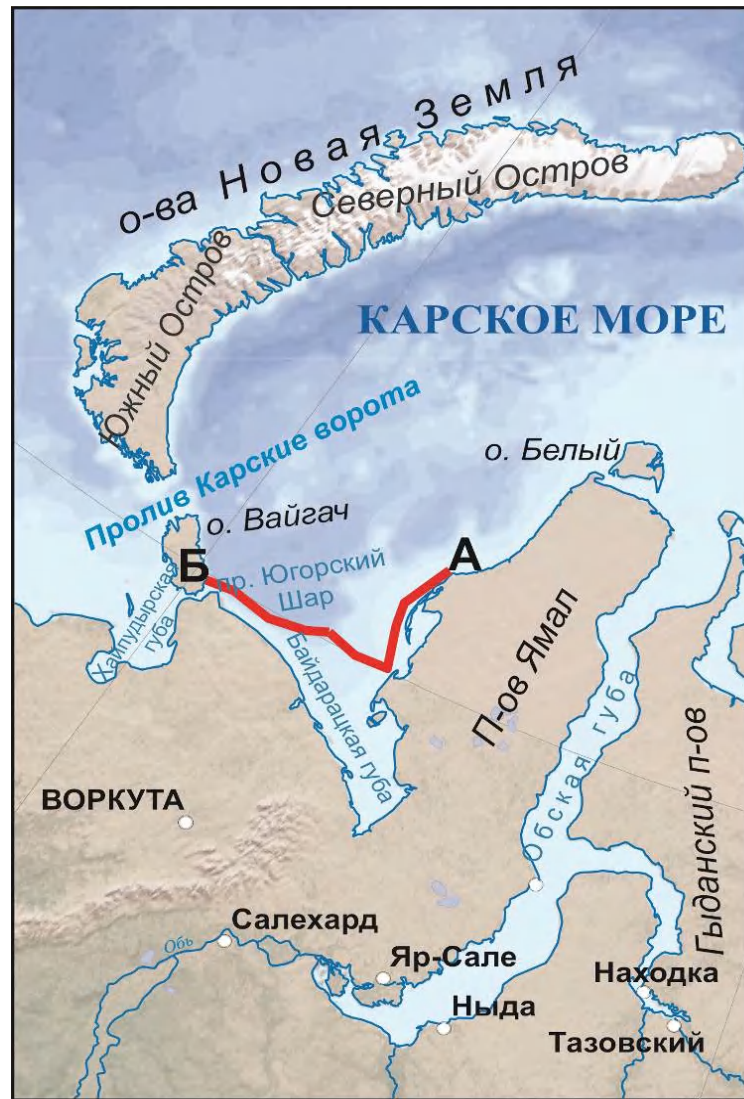 о-ва Новая Земля
Северный Остров
Южный Остров
КАРСКОЕ МОРЕ
о. Белый
Пролив Карские ворота
о. Вайгач
А
Б
пр. Югорский
Шар
Хайпудырская
губа
Байдарацкая губа
П-ов Ямал
Обская губа
Гыданский п-ов
ВОРКУТА
Салехард
Обь
Яр-Сале
Находка
Ныда
Тазовский